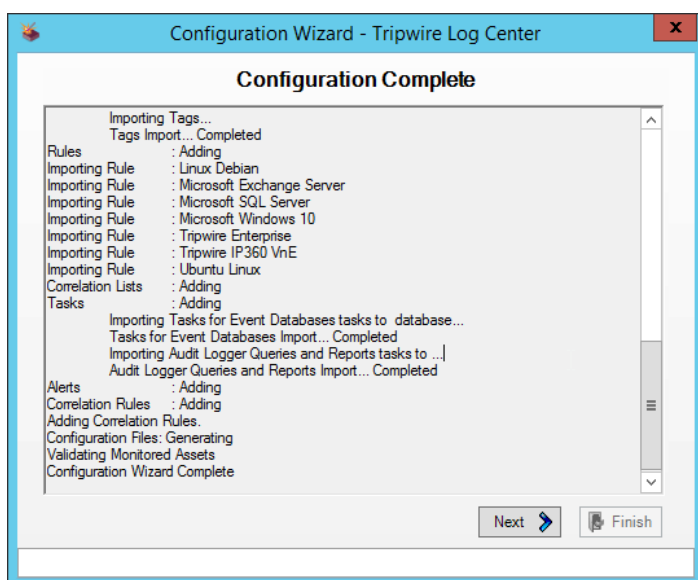 Configuration Wizard - Tripwire Log Center
x
Configuration Complete
Importing Tags...
Tags Import... Completed
Rules : Adding
Importing Rule : Linux Debian
Importing Rule : Microsoft Exchange Server
Importing Rule : Microsoft SQL Server
Importing Rule : Microsoft Windows 10
Importing Rule : Tripwire Enterprise
Importing Rule : Tripwire IP360 VnE
Importing Rule : Ubuntu Linux
Correlation Lists : Adding
Tasks : Adding
Importing Tasks for Event Databases tasks to database...
Tasks for Event Databases Import... Completed
Importing Audit Logger Queries and Reports tasks to ...
Audit Logger Queries and Reports Import... Completed
Alerts : Adding
Correlation Rules : Adding
Adding Correlation Rules.
Configuration Files: Generating
Validating Monitored Assets
Configuration Wizard Complete
Next Finish